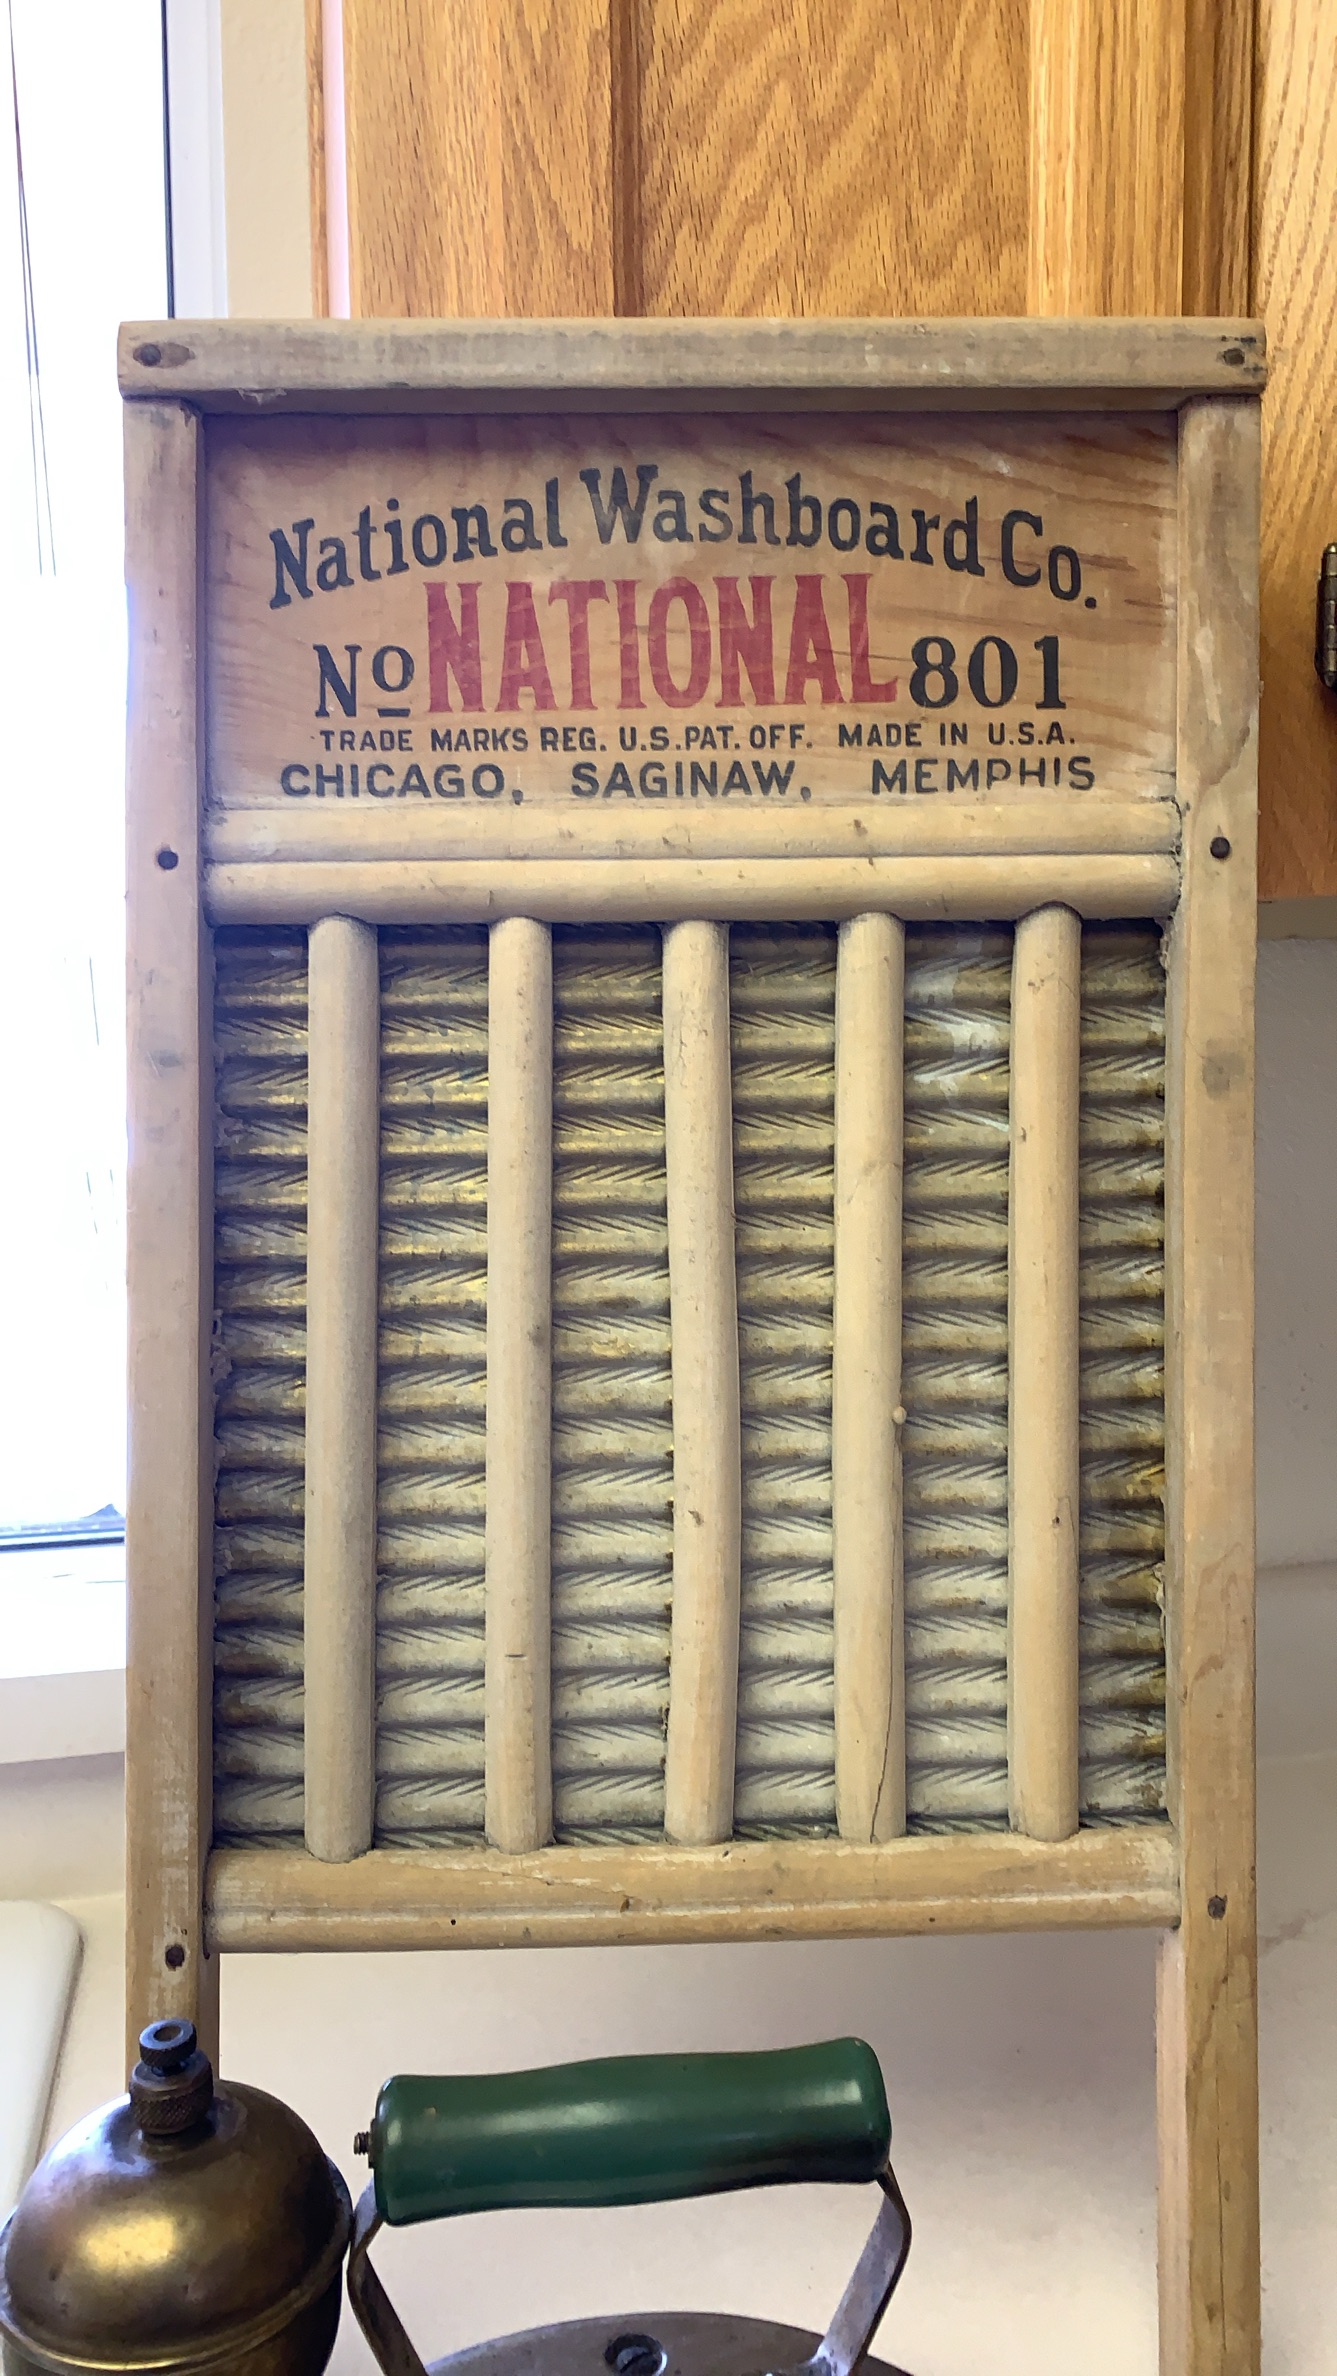 National Washboard Co.
No NATIONAL 801
TRADE MARKS REG. U.S.PAT.OFF. MADE IN U.S.A.
CHICAGO, SAGINAW, MEMPHIS